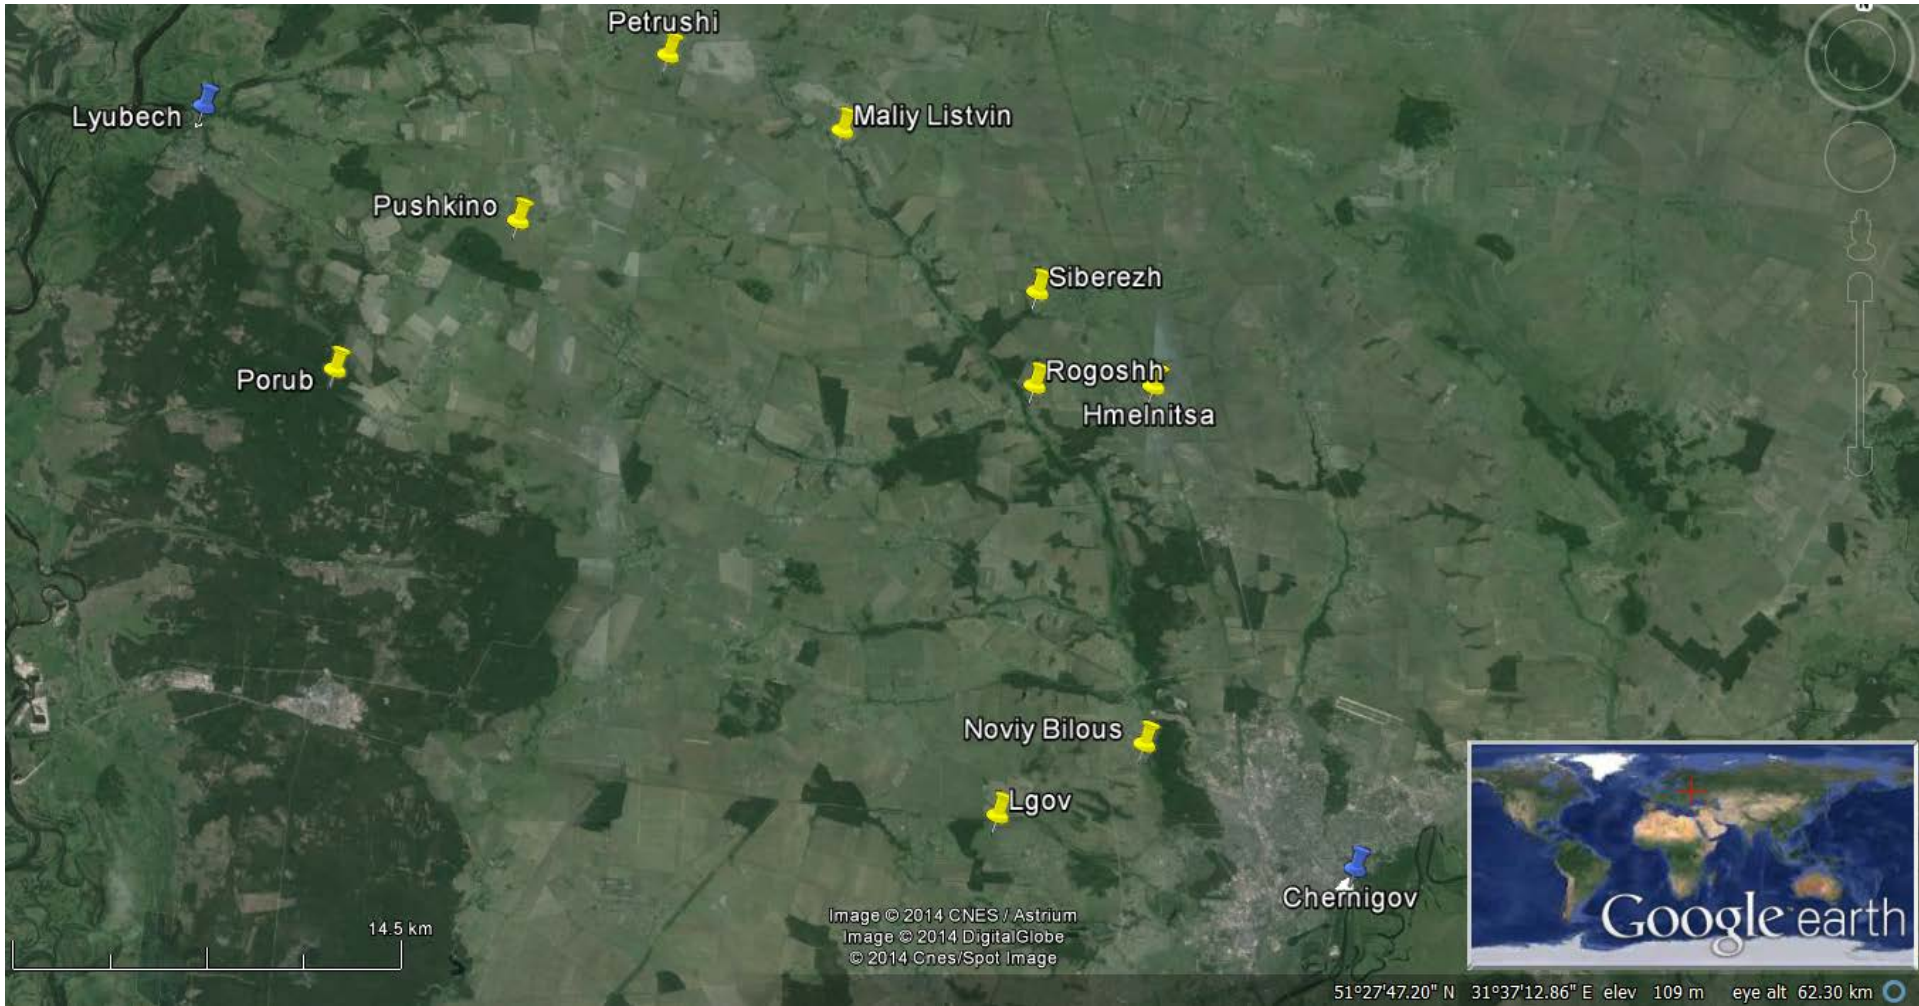 N
Petrushi
Lyubech
Maliy Listvin
Pushkino
Siberezh
Porub
Rogoshh
Hmelnitsa
Noviy Bilous
Lgov
Chernigov
14.5 km
Image © 2014 CNES / Astrium
Image © 2014 DigitalGlobe
© 2014 Cnes/Spot Image
Google earth
51°27'47.20" N 31°37'12.86" E elev 109 m eye alt 62.30 km